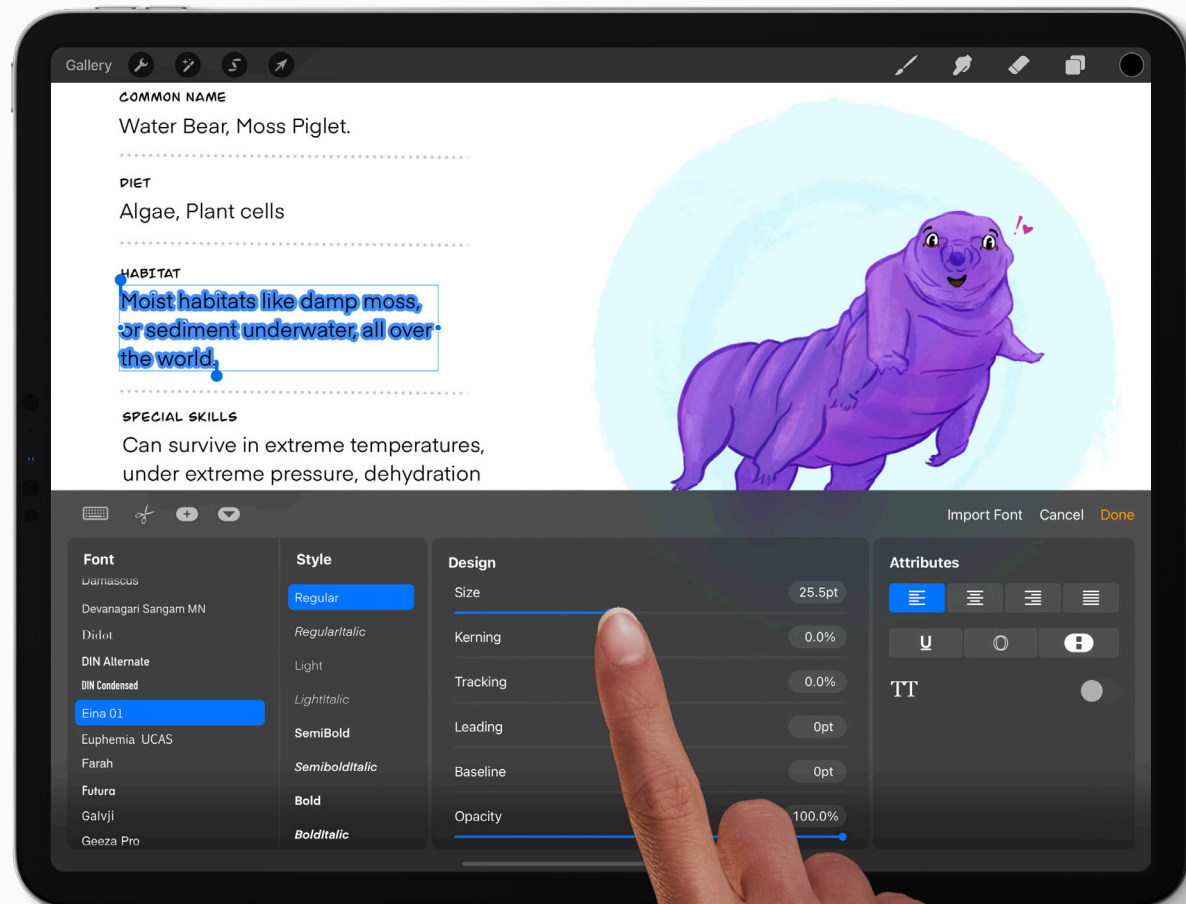 Gallery
COMMON NAME
Water Bear, Moss Piglet.
DIET
Algae, Plant cells
HABITAT
Moist habitats like damp moss,
or sediment underwater, all over
the world.
SPECIAL SKILLS
Can survive in extreme temperatures,
under extreme pressure, dehydration
!
Import Font Cancel Done
Font
Damascus
Devanagari Sangam MN
Didot
DIN Alternate
DIN Condensed
Eina 01
Euphemia UCAS
Farah
Futura
Galvji
Geeza Pro
Style
Regular
RegularItalic
Light
LightItalic
SemiBold
SemiboldItalic
Bold
BoldItalic
Design
Size 25.5pt
Kerning 0.0%
Tracking 0.0%
Leading 0pt
Baseline 0pt
Opacity 100.0%
Attributes
U O
TT